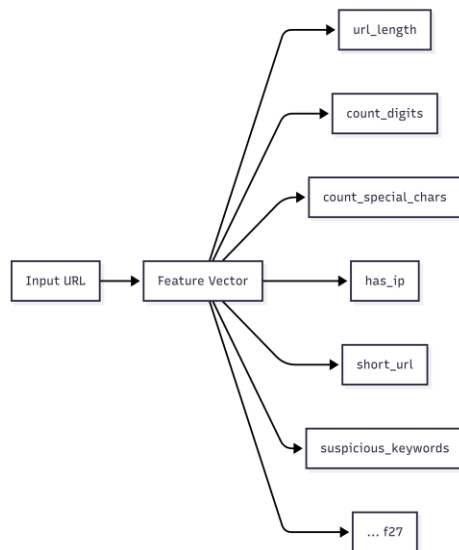 url_length
count_digits
count_special_chars
Input URL
Feature Vector
has_ip
short_url
suspicious_keywords
... f27